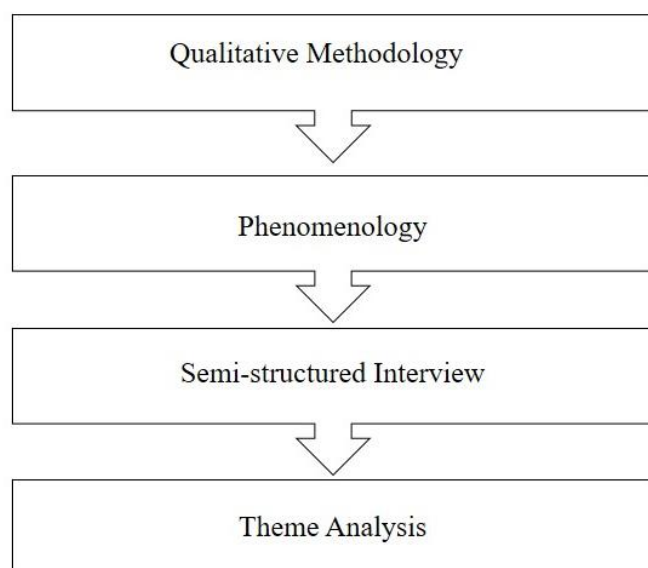 Qualitative Methodology
Phenomenology
Semi-structured Interview
Theme Analysis